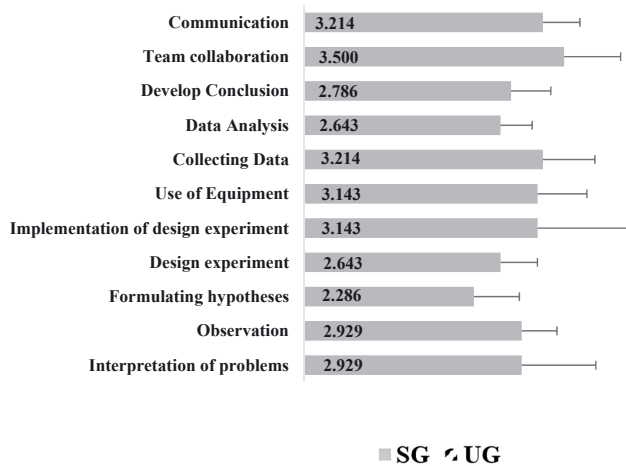 Communication 3.214
Team collaboration 3.500
Develop Conclusion 2.786
Data Analysis 2.643
Collecting Data 3.214
Use of Equipment 3.143
Implementation of design experiment 3.143
Design experiment 2.643
Formulating hypotheses 2.286
Observation 2.929
Interpretation of problems 2.929
SG UG